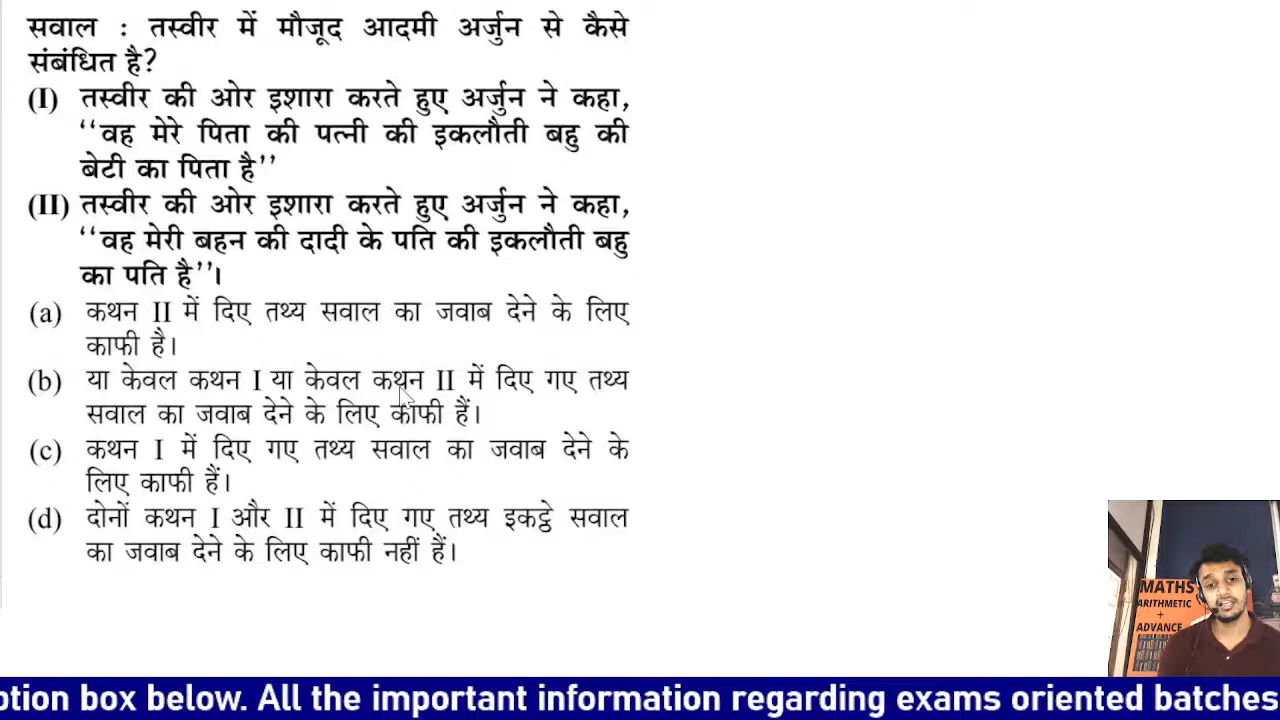 सवाल : तस्वीर में मौजूद आदमी अर्जुन से कैसे
संबंधित है?
(I) तस्वीर की ओर इशारा करते हुए अर्जुन ने कहा,
‘‘वह मेरे पिता की पत्नी की इकलौती बहु की
बेटी का पिता है’’
(II) तस्वीर की ओर इशारा करते हुए अर्जुन ने कहा,
‘‘वह मेरी बहन की दादी के पति की इकलौती बहु
का पति है’’।
(a) कथन II में दिए तथ्य सवाल का जवाब देने के लिए
काफी है।
(b) या केवल कथन I या केवल कथन II में दिए गए तथ्य
सवाल का जवाब देने के लिए काफी हैं।
(c) कथन I में दिए गए तथ्य सवाल का जवाब देने के
लिए काफी हैं।
(d) दोनों कथन I और II में दिए गए तथ्य इकट्ठे सवाल
का जवाब देने के लिए काफी नहीं हैं।
MATHS
ARITHMETIC
+
ADVANCE
ption box below. All the important information regarding exams oriented batches